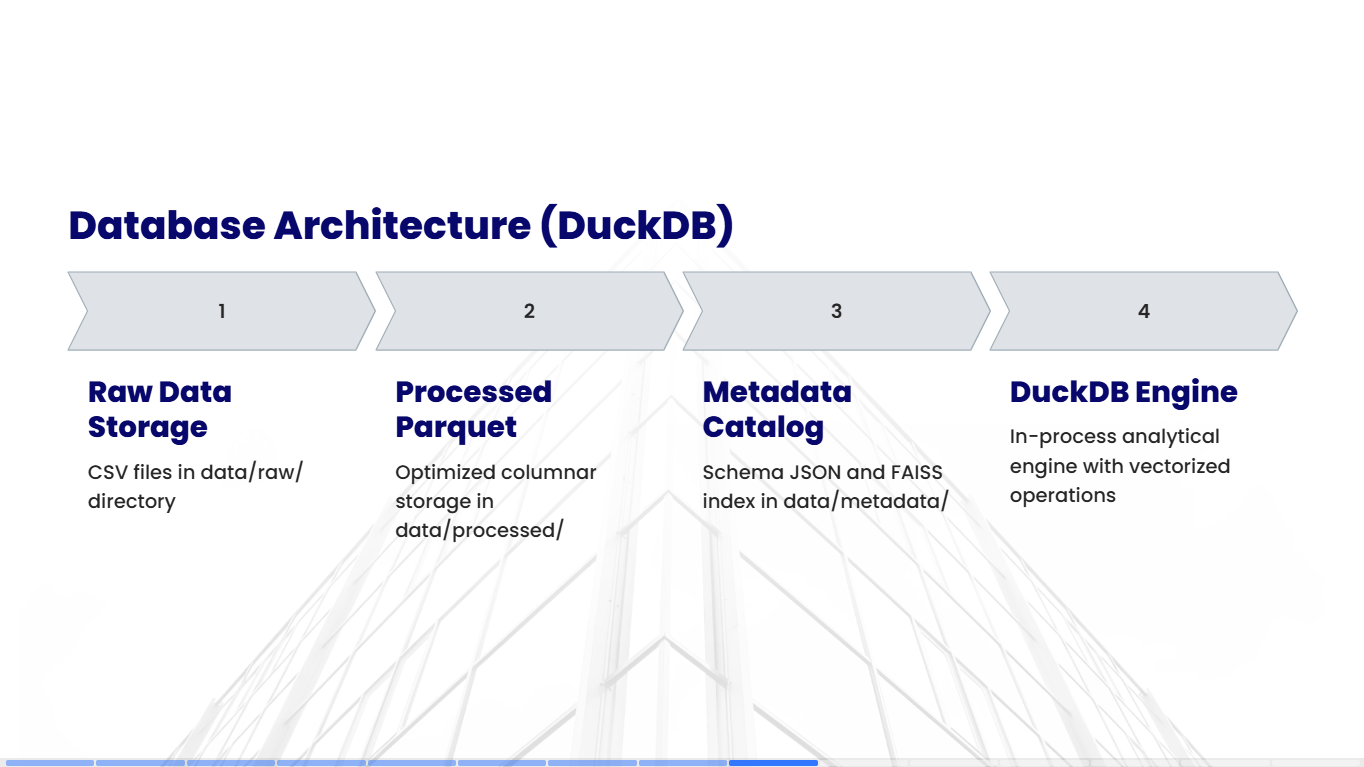 Database Architecture (DuckDB)
1
2
3
4
Raw Data
Storage
CSV files in data/raw/
directory
Processed
Parquet
Optimized columnar
storage in
data/processed/
Metadata
Catalog
Schema JSON and FAISS
index in data/metadata/
DuckDB Engine
In-process analytical
engine with vectorized
operations